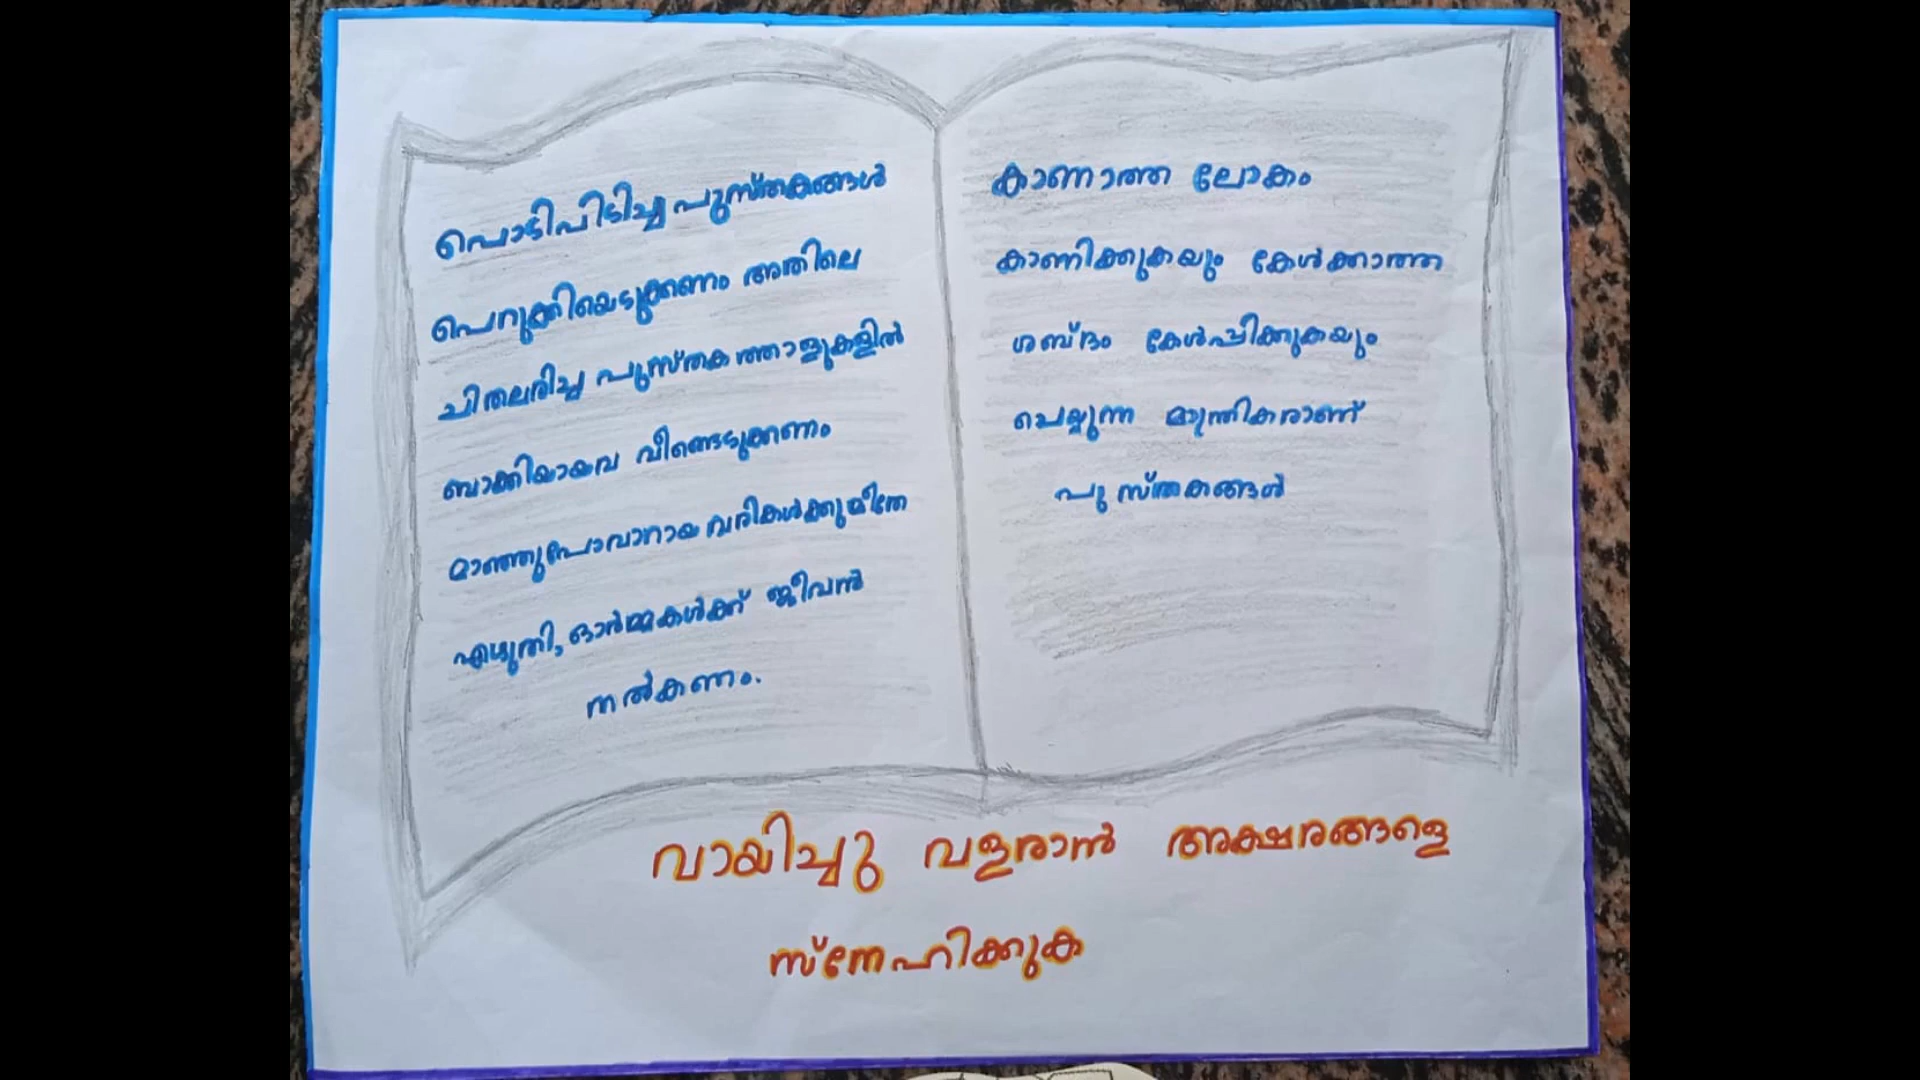 പൊടിപിടിച്ച പുസ്തകങ്ങൾ
പെറുക്കിയെടുക്കണം അതിലെ
ചിതലരിച്ച പുസ്തകത്താളുകളിൽ
ബാക്കിയായവ വീണ്ടെടുക്കണം
മാഞ്ഞുപോവാറായ വരികൾക്കുമീതേ
എഴുതി, ഓർമ്മകൾക്ക് ജീവൻ
നൽകണം.
കാണാത്ത ലോകം
കാണിക്കുകയും കേൾക്കാത്ത
ശബ്ദം കേൾപ്പിക്കുകയും
ചെയ്യുന്ന മാന്ത്രികരാണ്
പുസ്തകങ്ങൾ
വായിച്ചു വളരാൻ അക്ഷരങ്ങളെ
സ്നേഹിക്കുക